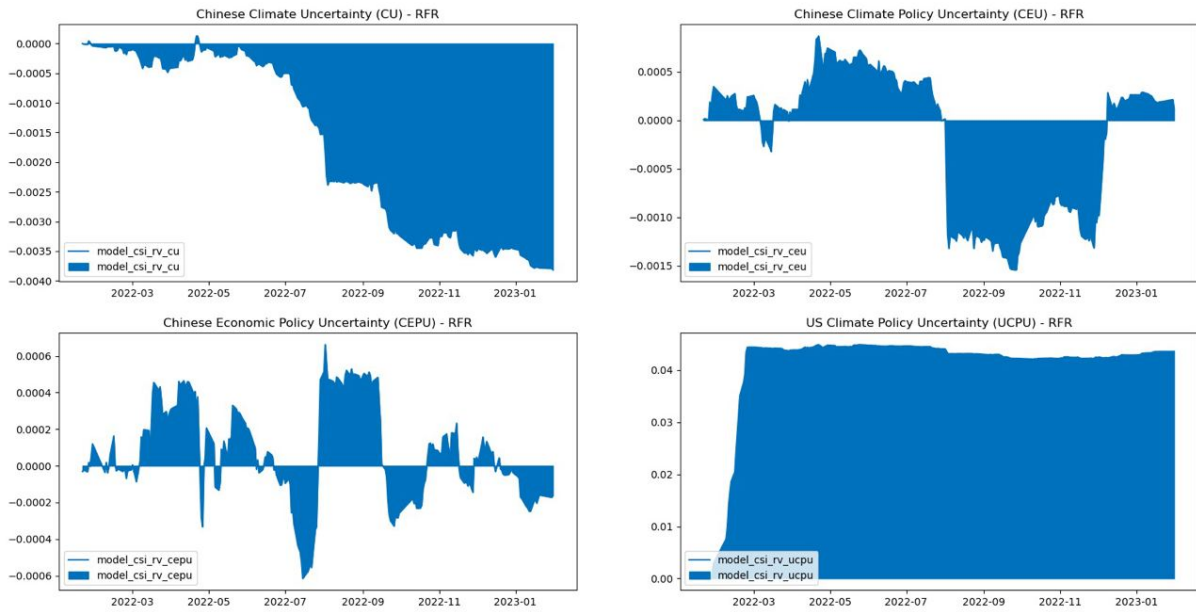 Chinese Climate Uncertainty (CU) - RFR
0.0000
−0.0005
−0.0010
−0.0015
−0.0020
−0.0025
−0.0030
−0.0035
−0.0040
model_csi_rv_cu
model_csi_rv_cu
2022-03 2022-05 2022-07 2022-09 2022-11 2023-01
Chinese Climate Policy Uncertainty (CEU) - RFR
0.0005
0.0000
−0.0005
−0.0010
−0.0015
model_csi_rv_ceu
model_csi_rv_ceu
2022-03 2022-05 2022-07 2022-09 2022-11 2023-01
Chinese Economic Policy Uncertainty (CEPU) - RFR
0.0006
0.0004
0.0002
0.0000
−0.0002
−0.0004
−0.0006
model_csi_rv_cepu
model_csi_rv_cepu
2022-03 2022-05 2022-07 2022-09 2022-11 2023-01
US Climate Policy Uncertainty (UCPU) - RFR
0.04
0.03
0.02
0.01
0.00
model_csi_rv_ucpu
model_csi_rv_ucpu
2022-03 2022-05 2022-07 2022-09 2022-11 2023-01